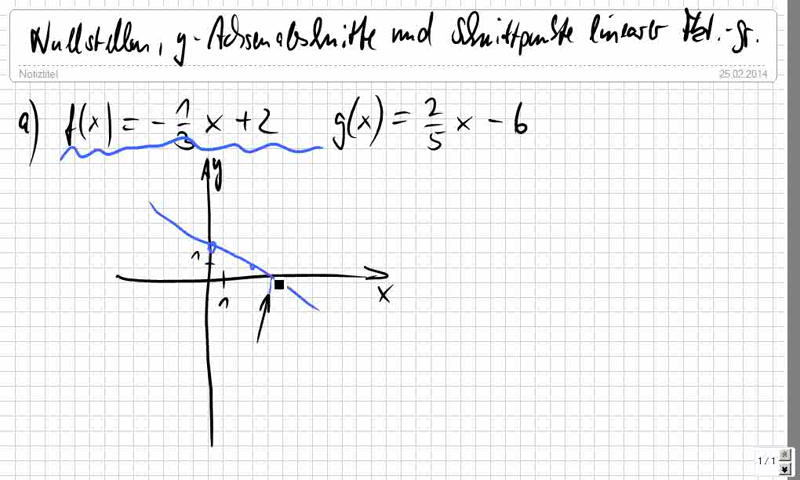 Nullstellen, y-Achsenabschnitte und Schnittpunkte linearer Fkt.-gr.
Notiztitel
25.02.2014
a) f(x) = -1/3 x + 2    g(x) = 2/5 x - 6
y
1
1
x
1/1